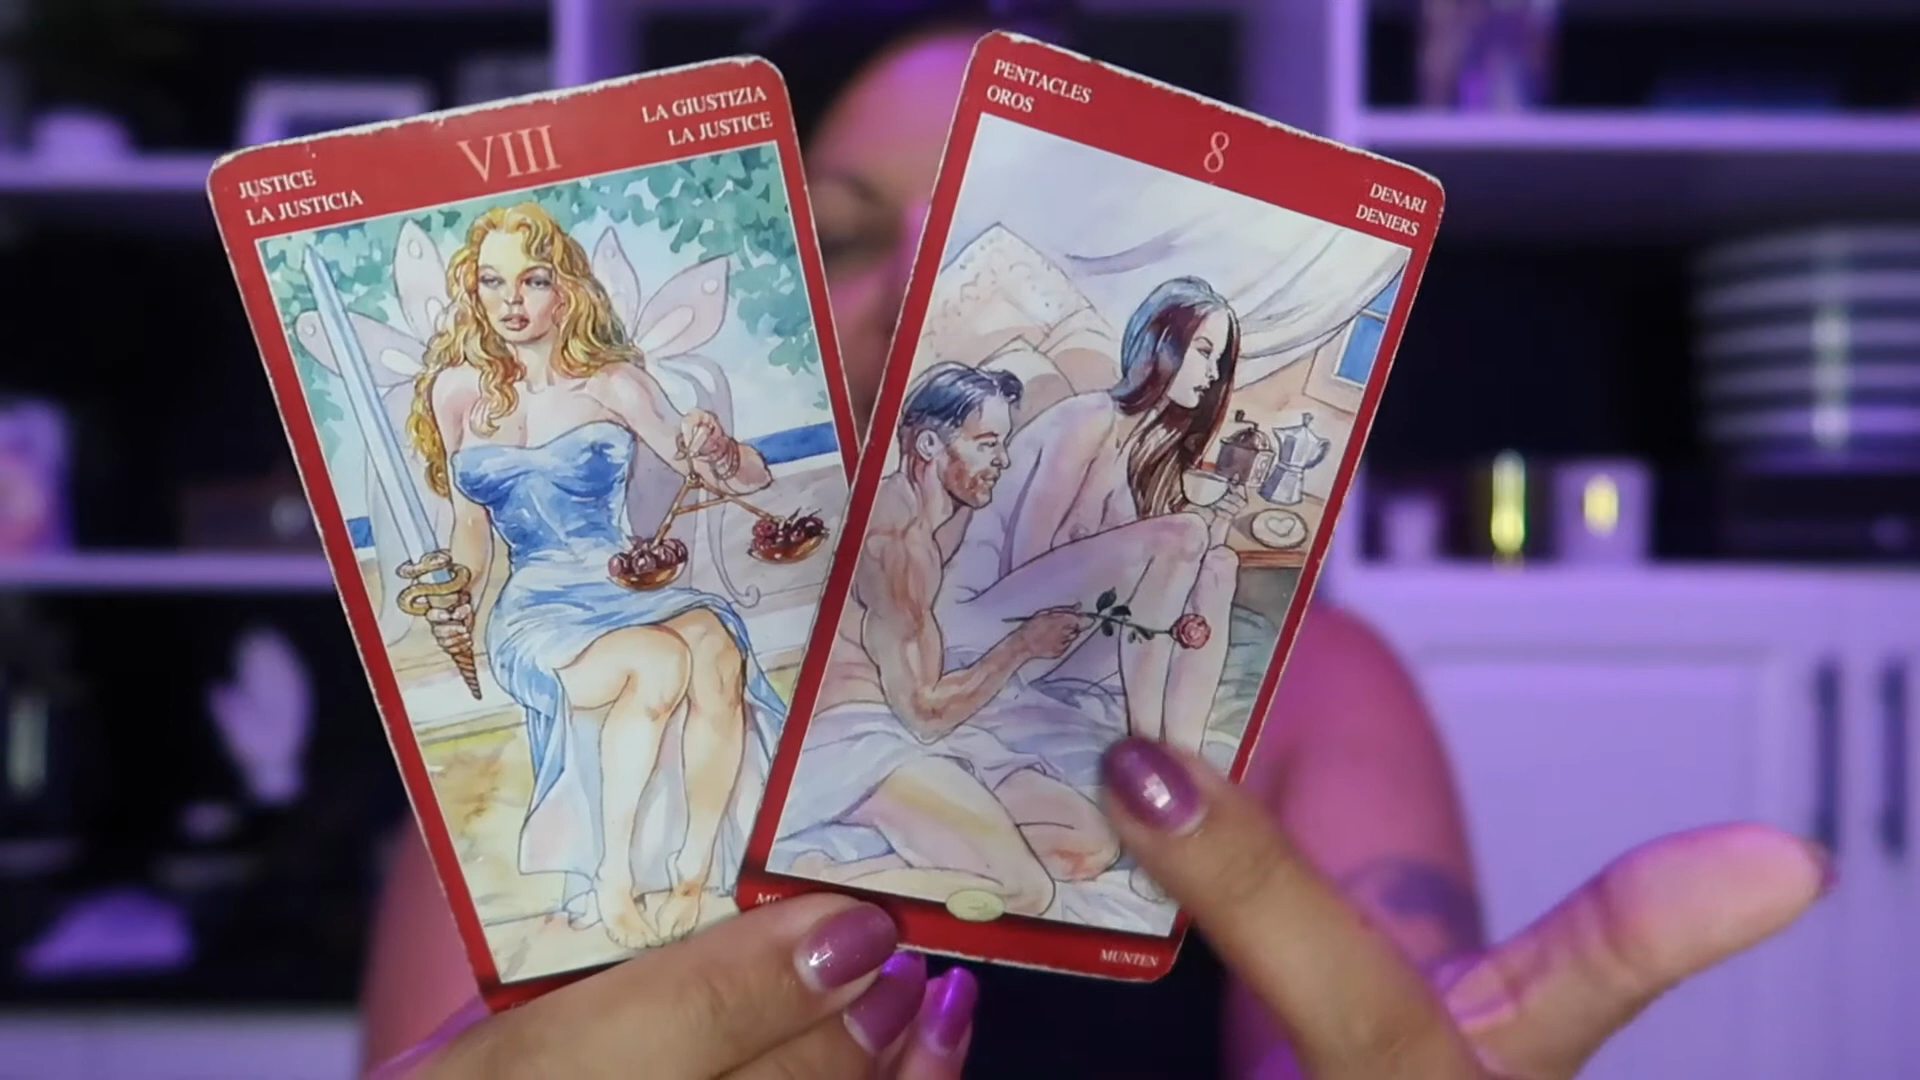 JUSTICE
LA JUSTICIA
VIII
LA GIUSTIZIA
LA JUSTICE
PENTACLES
OROS
8
DENARI
DENIERS
MUNTEN